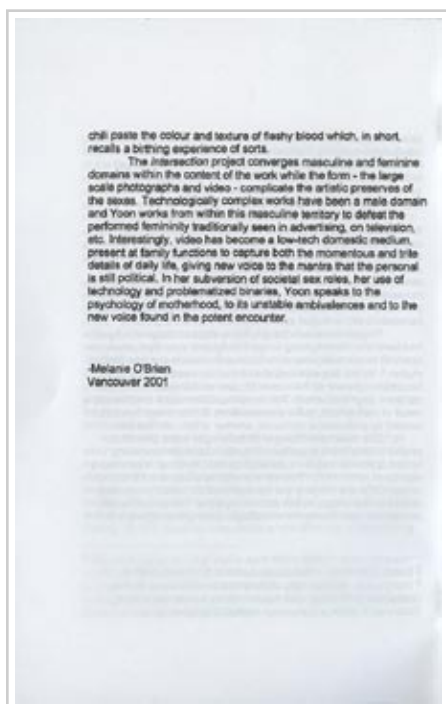 chili paste the colour and texture of fleshy blood which, in short,
recalls a birthing experience of sorts.
The Intersection project converges masculine and feminine
domains within the content of the work while the form - the large
scale photographs and video - complicate the artistic preserves of
the sexes. Technologically complex works have been a male domain
and Yoon works from within this masculine territory to defeat the
performed femininity traditionally seen in advertising, on television,
etc. Interestingly, video has become a low-tech domestic medium,
present at family functions to capture both the momentous and trite
details of daily life, giving new voice to the mantra that the personal
is still political. In her subversion of societal sex roles, her use of
technology and problematized binaries, Yoon speaks to the
psychology of motherhood, to its unstable ambivalences and to the
new voice found in the potent encounter.
-Melanie O'Brien
Vancouver 2001